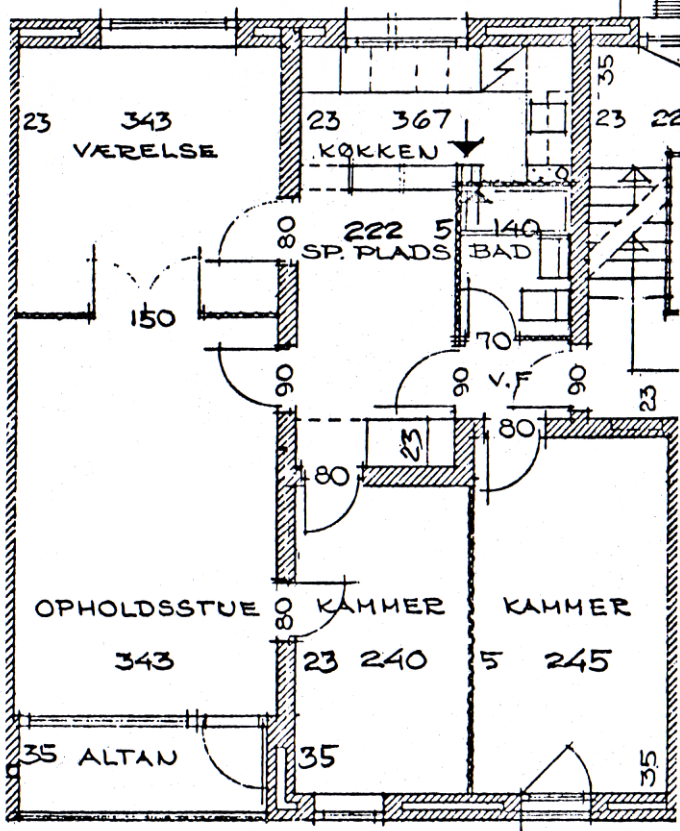 35
23 343 23 367 23 22
VÆRELSE KØKKEN
80 222 5 140
SP. PLADS BAD
150
70
90 90 V.F 90
23
80
23
80
OPHOLDSSTUE 80 KAMMER KAMMER
343 23 240 5 245
35 ALTAN 35 35